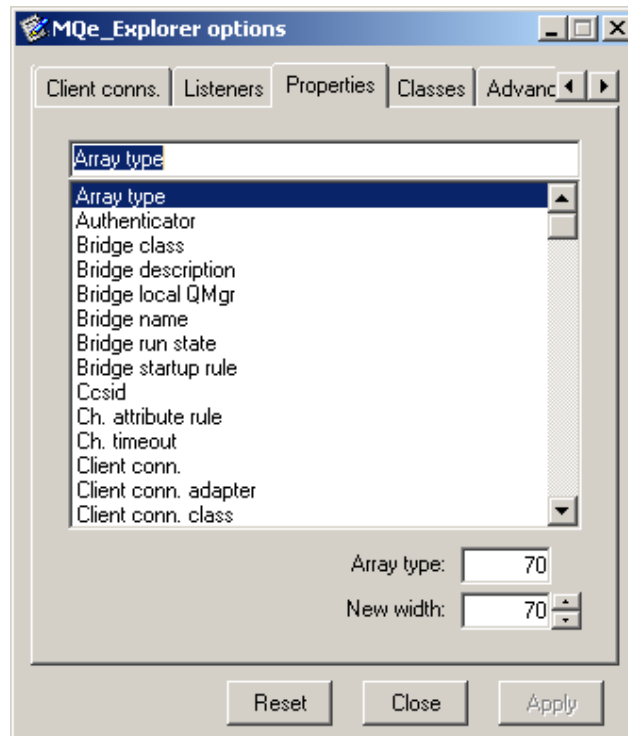 MQe_Explorer options
Client conns. Listeners Properties Classes Advanc
Array type
Array type
Authenticator
Bridge class
Bridge description
Bridge local QMgr
Bridge name
Bridge run state
Bridge startup rule
Ccsid
Ch. attribute rule
Ch. timeout
Client conn.
Client conn. adapter
Client conn. class
Array type: 70
New width: 70
Reset Close Apply